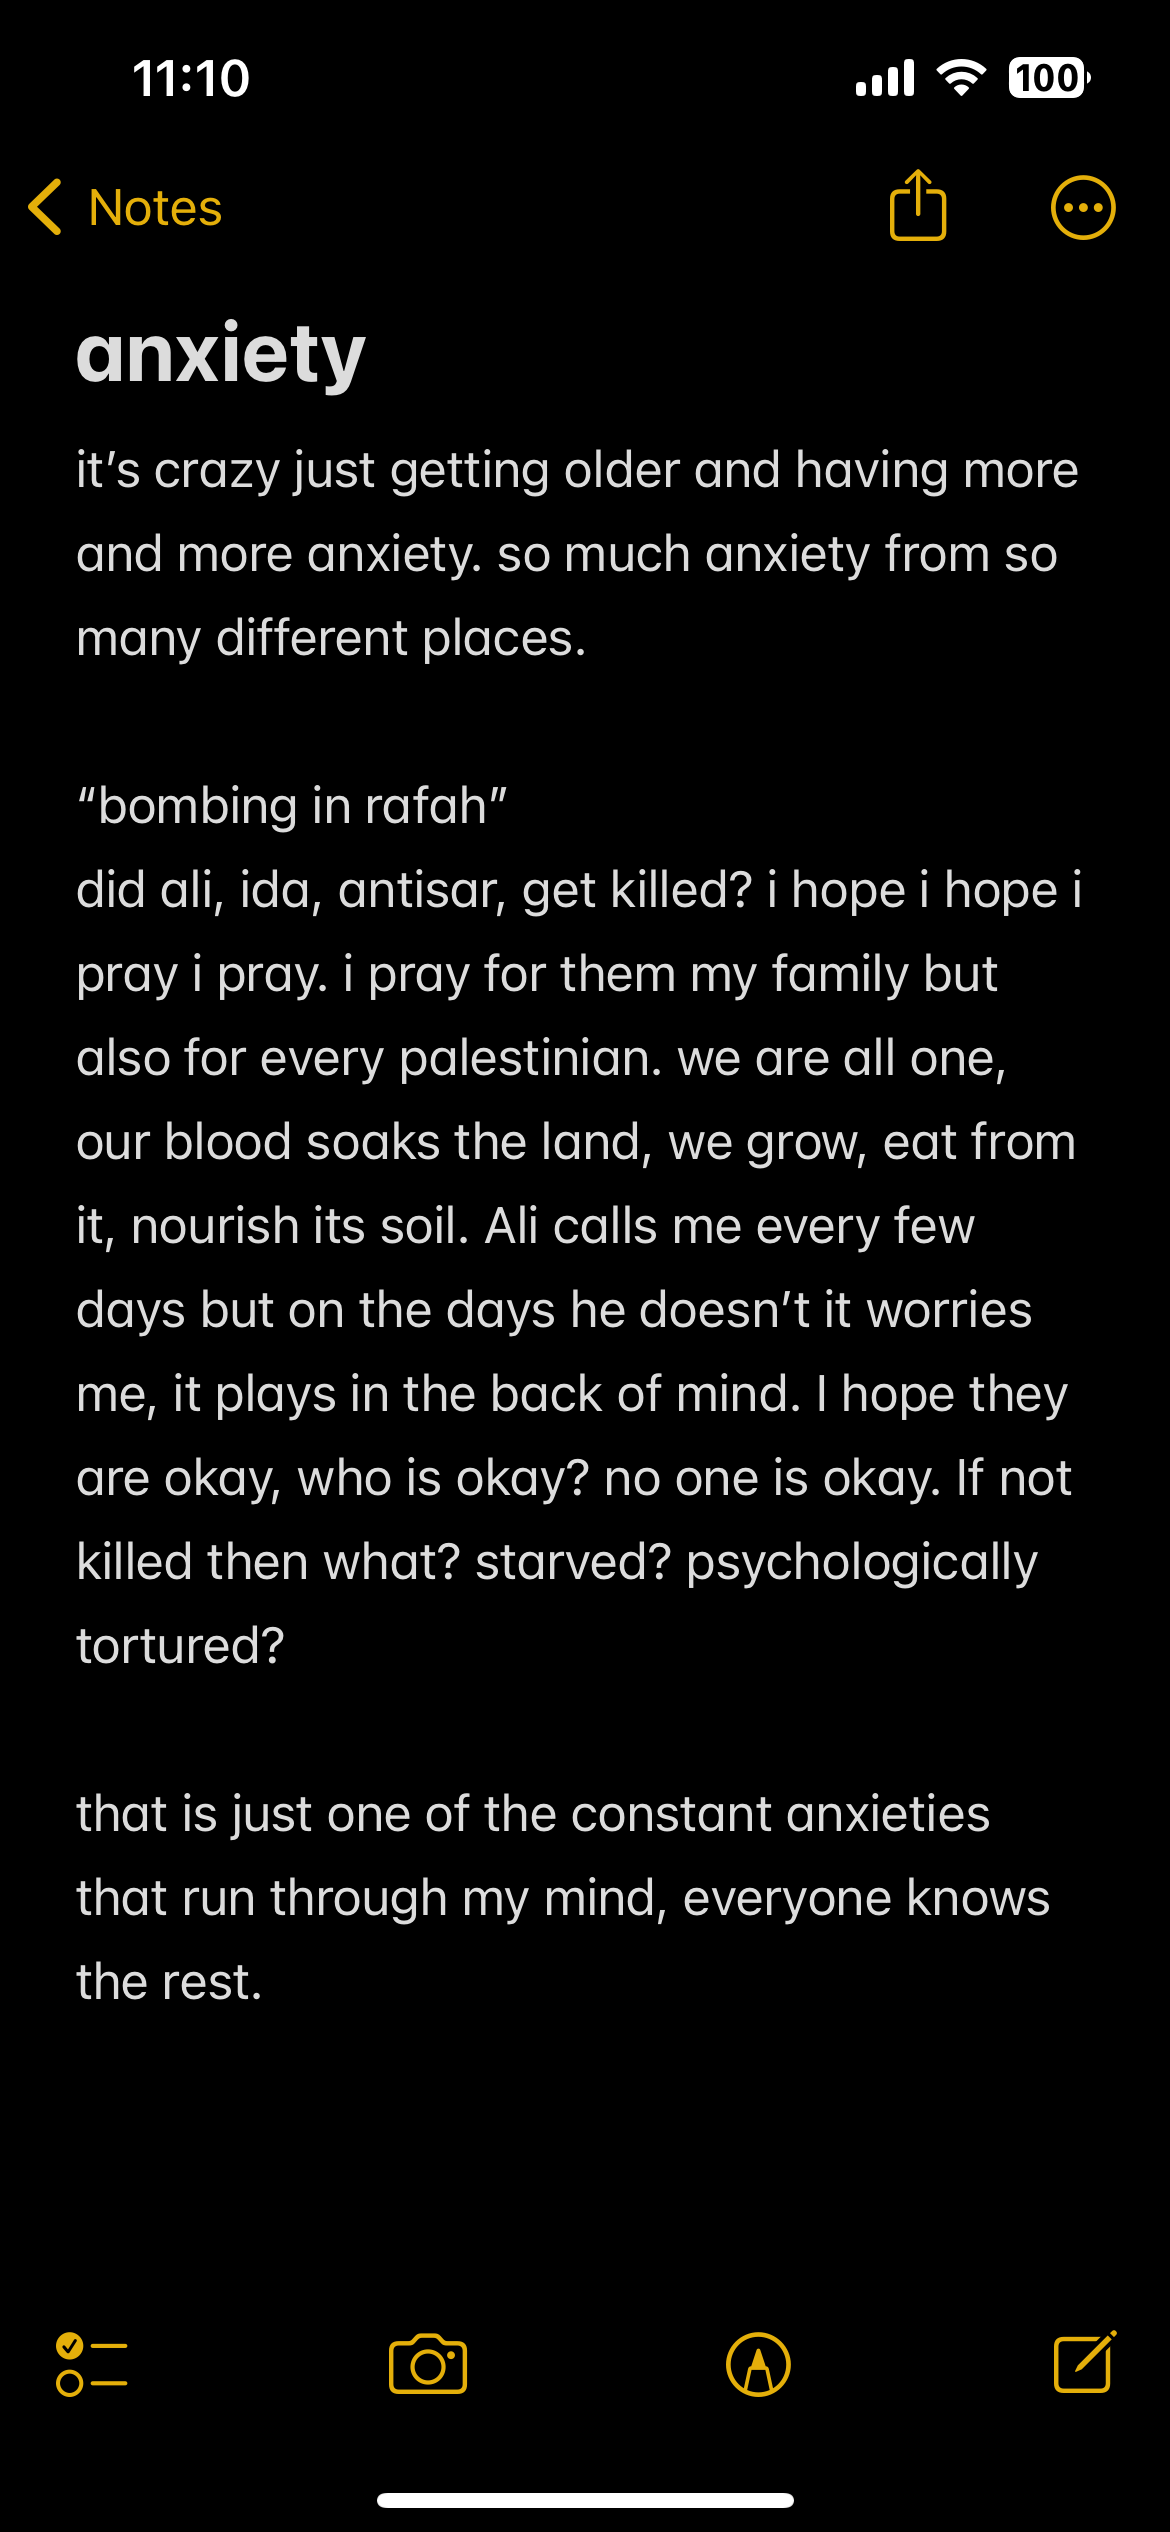 11:10
100
Notes
anxiety
it’s crazy just getting older and having more
and more anxiety. so much anxiety from so
many different places.
“bombing in rafah”
did ali, ida, antisar, get killed? i hope i hope i
pray i pray. i pray for them my family but
also for every palestinian. we are all one,
our blood soaks the land, we grow, eat from
it, nourish its soil. Ali calls me every few
days but on the days he doesn’t it worries
me, it plays in the back of mind. I hope they
are okay, who is okay? no one is okay. If not
killed then what? starved? psychologically
tortured?
that is just one of the constant anxieties
that run through my mind, everyone knows
the rest.